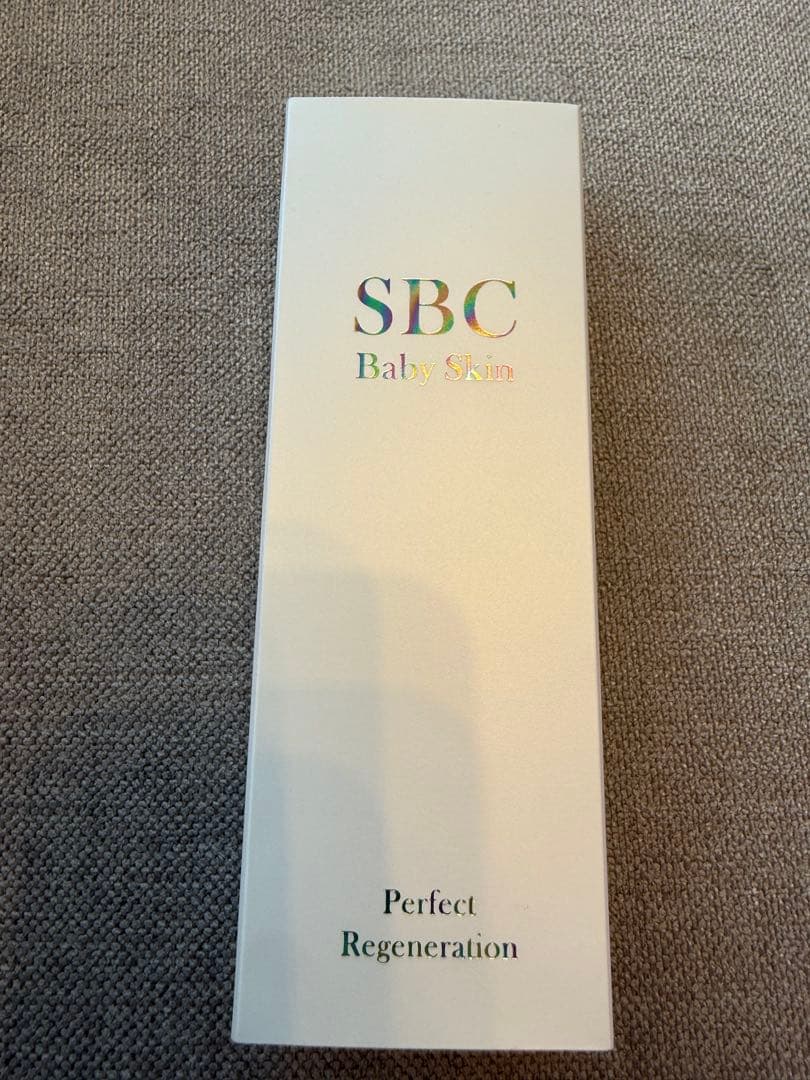 SBC
Baby Skin
Perfect
Regeneration